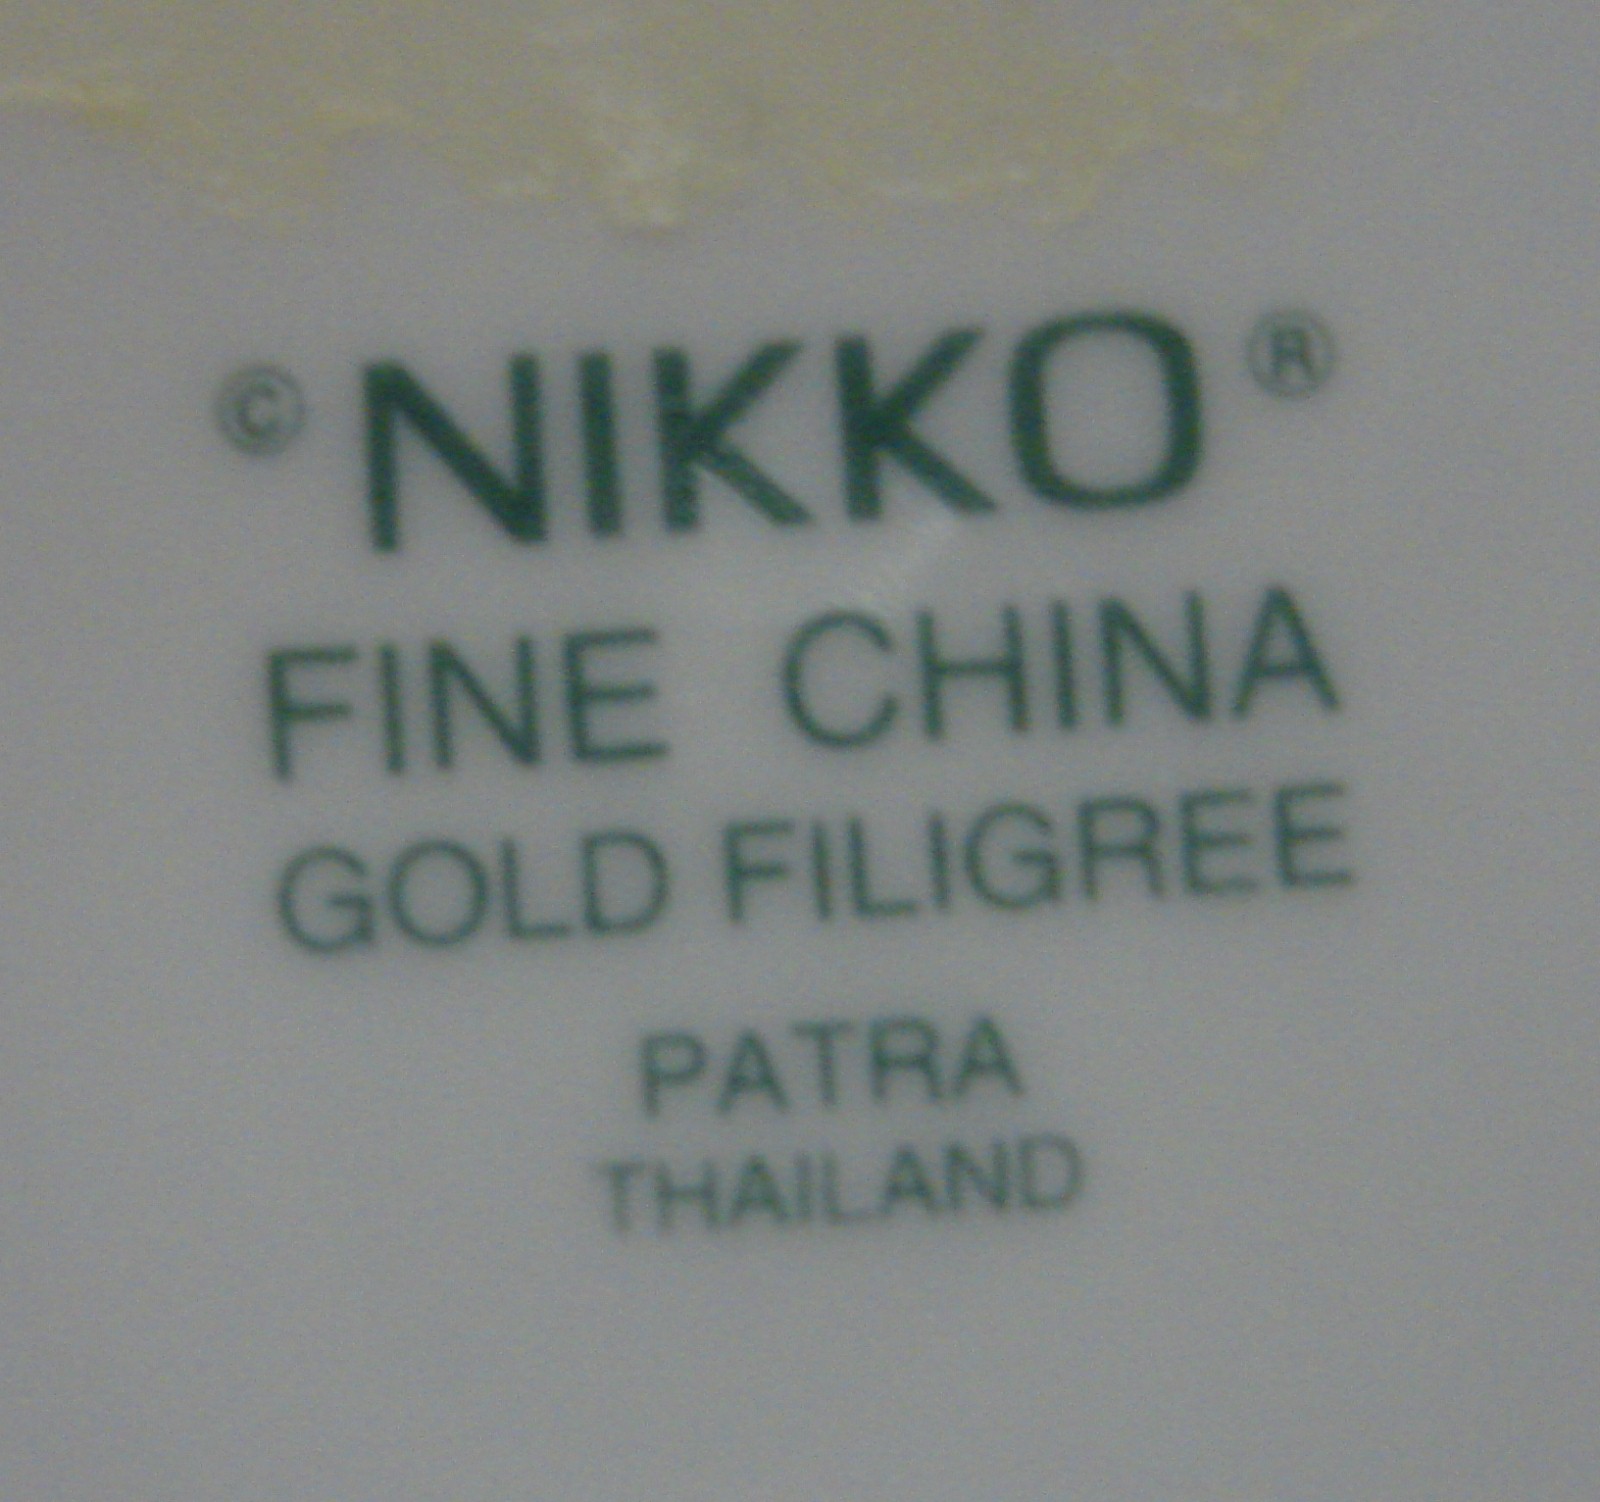 © NIKKO ®
FINE CHINA
GOLD FILIGREE
PATRA
THAILAND